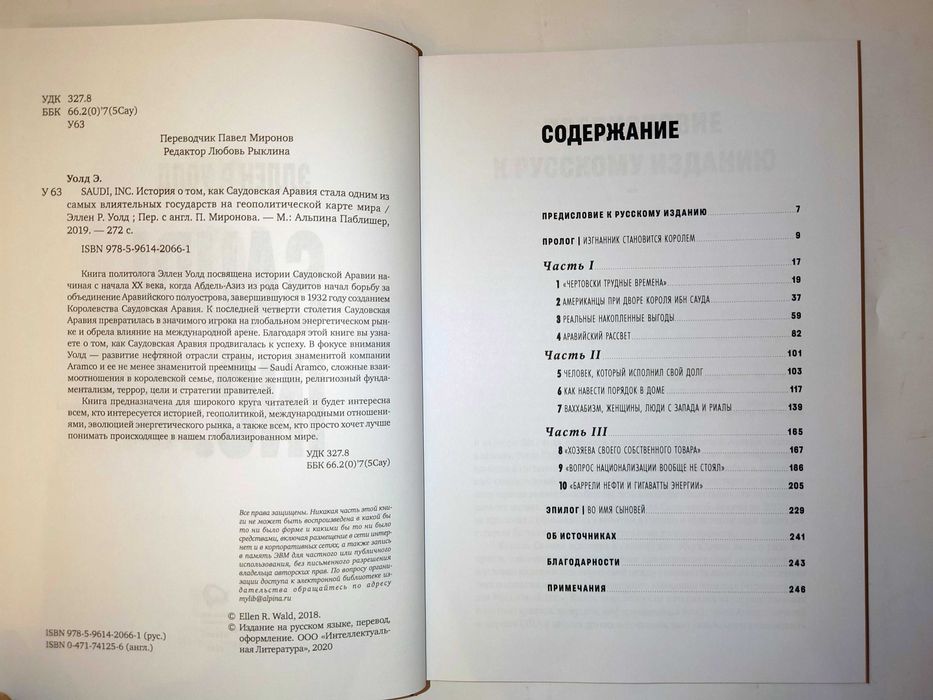 УДК 327.8
ББК 66.2(0)'7(5Сау)
У63
Переводчик Павел Миронов
Редактор Любовь Рыклина
Уолд Э.
У 63 SAUDI, INC. История о том, как Саудовская Аравия стала одним из
самых влиятельных государств на геополитической карте мира /
Эллен Р. Уолд ; Пер. с англ. П. Миронова. — М.: Альпина Паблишер,
2019. — 272 с.
ISBN 978-5-9614-2066-1
Книга политолога Эллен Уолд посвящена истории Саудовской Аравии на-
чиная с начала XX века, когда Абдель-Азиз из рода Саудитов начал борьбу за
объединение Аравийского полуострова, завершившуюся в 1932 году созданием
Королевства Саудовская Аравия. К последней четверти столетия Саудовская
Аравия превратилась в значимого игрока на глобальном энергетическом рын-
ке и обрела влияние на международной арене. Благодаря этой книге вы узна-
ете о том, как Саудовская Аравия продвигалась к успеху. В фокусе внимания
Уолд — развитие нефтяной отрасли страны, история знаменитой компании
Aramco и ее не менее знаменитой преемницы — Saudi Aramco, сложные взаи-
моотношения в королевской семье, положение женщин, религиозный фунда-
ментализм, террор, цели и стратегии правителей.
Книга предназначена для широкого круга читателей и будет интересна
всем, кто интересуется историей, геополитикой, международными отношени-
ями, эволюцией энергетического рынка, а также всем, кто просто хочет лучше
понимать происходящее в нашем глобализированном мире.
УДК 327.8
ББК 66.2(0)'7(5Сау)
Все права защищены. Никакая часть этой кни-
ги не может быть воспроизведена в какой бы
то ни было форме и какими бы то ни было
средствами, включая размещение в сети интер-
нет и в корпоративных сетях, а также запись
в память ЭВМ для частного или публичного
использования, без письменного разрешения
владельца авторских прав. По вопросу органи-
зации доступа к электронной библиотеке из-
дательства обращайтесь по адресу
mylib@alpina.ru
© Ellen R. Wald, 2018.
© Издание на русском языке, перевод,
оформление. ООО «Интеллектуаль-
ная Литература», 2020
ISBN 978-5-9614-2066-1 (рус.)
ISBN 0-471-74125-6 (англ.)
СОДЕРЖАНИЕ
ПРЕДИСЛОВИЕ К РУССКОМУ ИЗДАНИЮ 7
ПРОЛОГ | ИЗГНАННИК СТАНОВИТСЯ КОРОЛЕМ 9
Часть I 17
1 «ЧЕРТОВСКИ ТРУДНЫЕ ВРЕМЕНА» 19
2 АМЕРИКАНЦЫ ПРИ ДВОРЕ КОРОЛЯ ИБН САУДА 37
3 РЕАЛЬНЫЕ НАКОПЛЕННЫЕ ВЫГОДЫ 59
4 АРАВИЙСКИЙ РАССВЕТ 82
Часть II 101
5 ЧЕЛОВЕК, КОТОРЫЙ ИСПОЛНИЛ СВОЙ ДОЛГ 103
6 КАК НАВЕСТИ ПОРЯДОК В ДОМЕ 117
7 ВАХХАБИЗМ, ЖЕНЩИНЫ, ЛЮДИ С ЗАПАДА И РИАЛЫ 139
Часть III 165
8 «ХОЗЯЕВА СВОЕГО СОБСТВЕННОГО ТОВАРА» 167
9 «ВОПРОС НАЦИОНАЛИЗАЦИИ ВООБЩЕ НЕ СТОЯЛ» 186
10 «БАРРЕЛИ НЕФТИ И ГИГАВАТТЫ ЭНЕРГИИ» 205
ЭПИЛОГ | ВО ИМЯ СЫНОВЕЙ 229
ОБ ИСТОЧНИКАХ 241
БЛАГОДАРНОСТИ 243
ПРИМЕЧАНИЯ 246